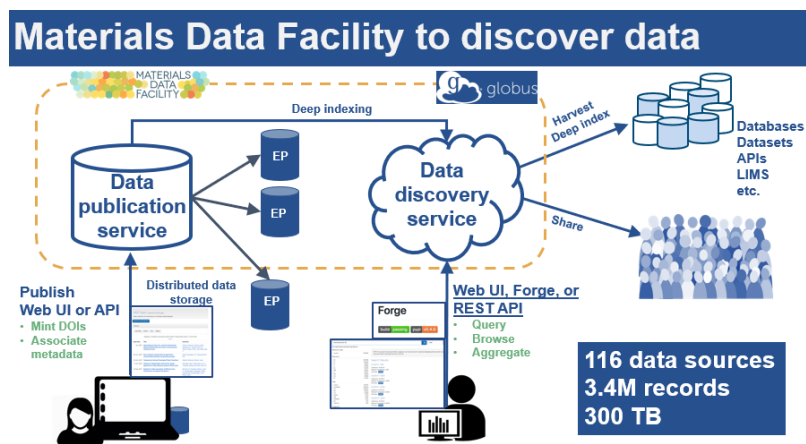 Materials Data Facility to discover data
MATERIALS
DATA
FACILITY
globus
Deep indexing
Harvest
Deep index
EP
EP
EP
Data
publication
service
Data
discovery
service
Databases
Datasets
APIs
LIMS
etc.
Share
Publish
Web UI or API
• Mint DOIs
• Associate
metadata
Distributed data
storage
Web UI, Forge, or
REST API
• Query
• Browse
• Aggregate
Forge
build passing
116 data sources
3.4M records
300 TB